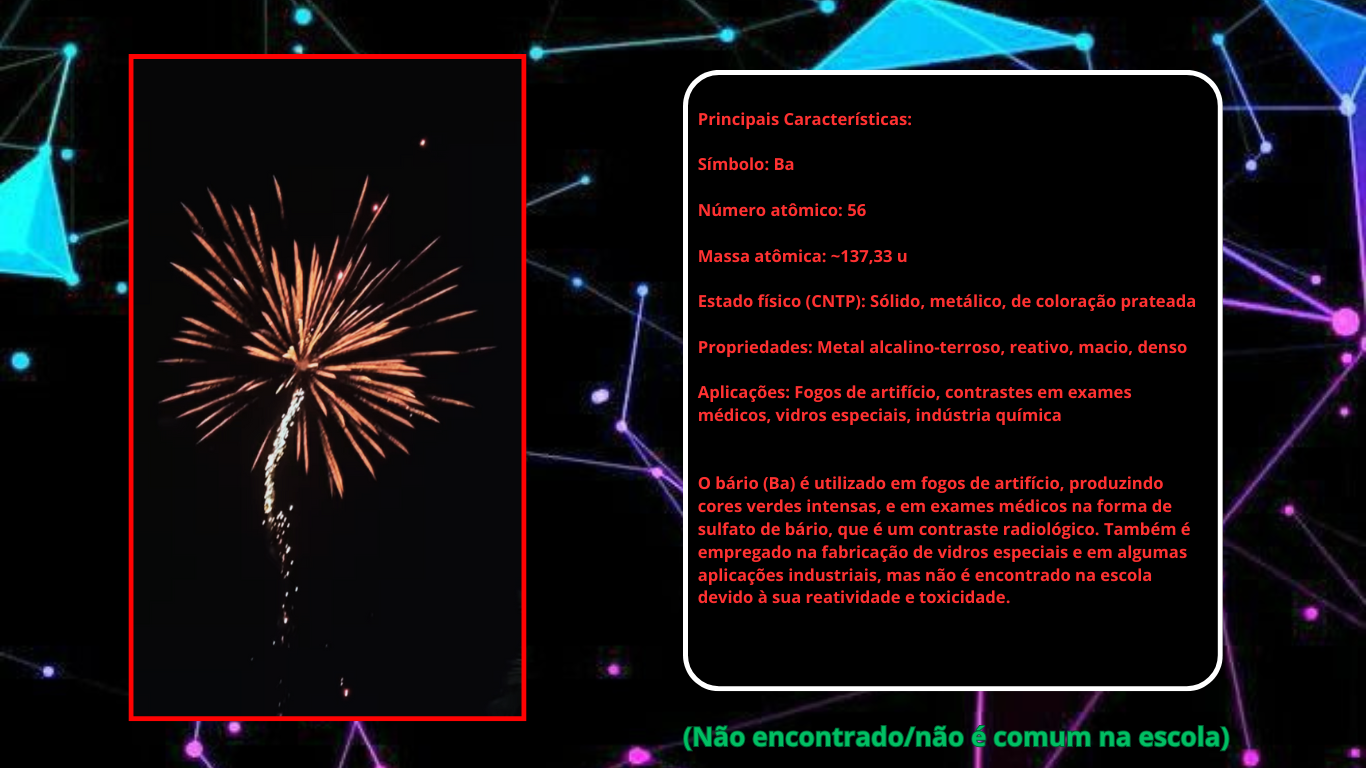 Principais Características:
Símbolo: Ba
Número atômico: 56
Massa atômica: ~137,33 u
Estado físico (CNTP): Sólido, metálico, de coloração prateada
Propriedades: Metal alcalino-terroso, reativo, macio, denso
Aplicações: Fogos de artifício, contrastes em exames
médicos, vidros especiais, indústria química
O bário (Ba) é utilizado em fogos de artifício, produzindo
cores verdes intensas, e em exames médicos na forma de
sulfato de bário, que é um contraste radiológico. Também é
empregado na fabricação de vidros especiais e em algumas
aplicações industriais, mas não é encontrado na escola
devido à sua reatividade e toxicidade.
(Não encontrado/não é comum na escola)